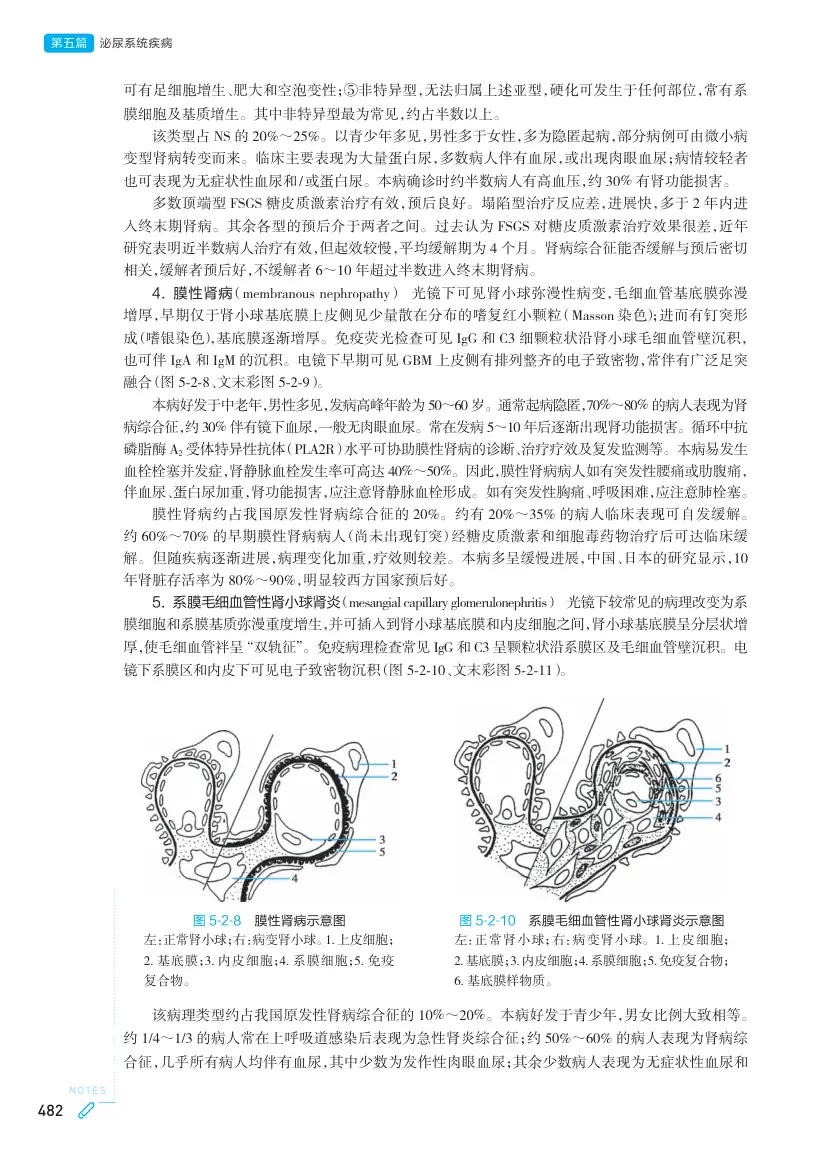 第五篇 泌尿系统疾病
可有足细胞增生、肥大和空泡变性；⑤非特异型，无法归属上述亚型，硬化可发生于任何部位，常有系
膜细胞及基质增生。其中非特异型最为常见，约占半数以上。
该类型占 NS 的 20%～25%。以青少年多见，男性多于女性，多为隐匿起病，部分病例可由微小病
变型肾病转变而来。临床主要表现为大量蛋白尿，多数病人伴有血尿，或出现肉眼血尿；病情较轻者
也可表现为无症状性血尿和/或蛋白尿。本病确诊时约半数病人有高血压，约 30% 有肾功能损害。
多数顶端型 FSGS 糖皮质激素治疗有效，预后良好。塌陷型治疗反应差，进展快，多于 2 年内进
入终末期肾病。其余各型的预后介于两者之间。过去认为 FSGS 对糖皮质激素治疗效果很差，近年
研究表明近半数病人治疗有效，但起效较慢，平均缓解期为 4 个月。肾病综合征能否缓解与预后密切
相关，缓解者预后好，不缓解者 6～10 年超过半数进入终末期肾病。
4. 膜性肾病（membranous nephropathy） 光镜下可见肾小球弥漫性病变，毛细血管基底膜弥漫
增厚，早期仅于肾小球基底膜上皮侧见少量散在分布的嗜复红小颗粒（Masson 染色）；进而有钉突形
成（嗜银染色），基底膜逐渐增厚。免疫荧光检查可见 IgG 和 C3 细颗粒状沿肾小球毛细血管壁沉积，
也可伴 IgA 和 IgM 的沉积。电镜下早期可见 GBM 上皮侧有排列整齐的电子致密物，常伴有广泛足突
融合（图 5-2-8、文末彩图 5-2-9）。
本病好发于中老年，男性多见，发病高峰年龄为 50～60 岁。通常起病隐匿，70%～80% 的病人表现为肾
病综合征，约 30% 伴有镜下血尿，一般无肉眼血尿。常在发病 5～10 年后逐渐出现肾功能损害。循环中抗
磷脂酶 A₂ 受体特异性抗体（PLA2R）水平可协助膜性肾病的诊断、治疗疗效及复发监测等。本病易发生
血栓栓塞并发症，肾静脉血栓发生率可高达 40%～50%。因此，膜性肾病病人如有突发性腰痛或肋腹痛，
伴血尿、蛋白尿加重，肾功能损害，应注意肾静脉血栓形成。如有突发性胸痛、呼吸困难，应注意肺栓塞。
膜性肾病约占我国原发性肾病综合征的 20%。约有 20%～35% 的病人临床表现可自发缓解。
约 60%～70% 的早期膜性肾病病人（尚未出现钉突）经糖皮质激素和细胞毒药物治疗后可达临床缓
解。但随疾病逐渐进展，病理变化加重，疗效则较差。本病多呈缓慢进展，中国、日本的研究显示，10
年肾脏存活率为 80%～90%，明显较西方国家预后好。
5. 系膜毛细血管性肾小球肾炎（mesangial capillary glomerulonephritis） 光镜下较常见的病理改变为系
膜细胞和系膜基质弥漫重度增生，并可插入到肾小球基底膜和内皮细胞之间，肾小球基底膜呈分层状增
厚，使毛细血管袢呈“双轨征”。免疫病理检查常见 IgG 和 C3 呈颗粒状沿系膜区及毛细血管壁沉积。电
镜下系膜区和内皮下可见电子致密物沉积（图 5-2-10、文末彩图 5-2-11）。
1
2
3
5
4
1
2
6
5
3
4
图 5-2-8 膜性肾病示意图
左：正常肾小球；右：病变肾小球。1. 上皮细胞；
2. 基底膜；3. 内皮细胞；4. 系膜细胞；5. 免疫
复合物。
图 5-2-10 系膜毛细血管性肾小球肾炎示意图
左：正常肾小球；右：病变肾小球。1. 上皮细胞；
2. 基底膜；3. 内皮细胞；4. 系膜细胞；5. 免疫复合物；
6. 基底膜样物质。
该病理类型约占我国原发性肾病综合征的 10%～20%。本病好发于青少年，男女比例大致相等。
约 1/4～1/3 的病人常在上呼吸道感染后表现为急性肾炎综合征；约 50%～60% 的病人表现为肾病综
合征，几乎所有病人均伴有血尿，其中少数为发作性肉眼血尿；其余少数病人表现为无症状性血尿和
NOTES
482